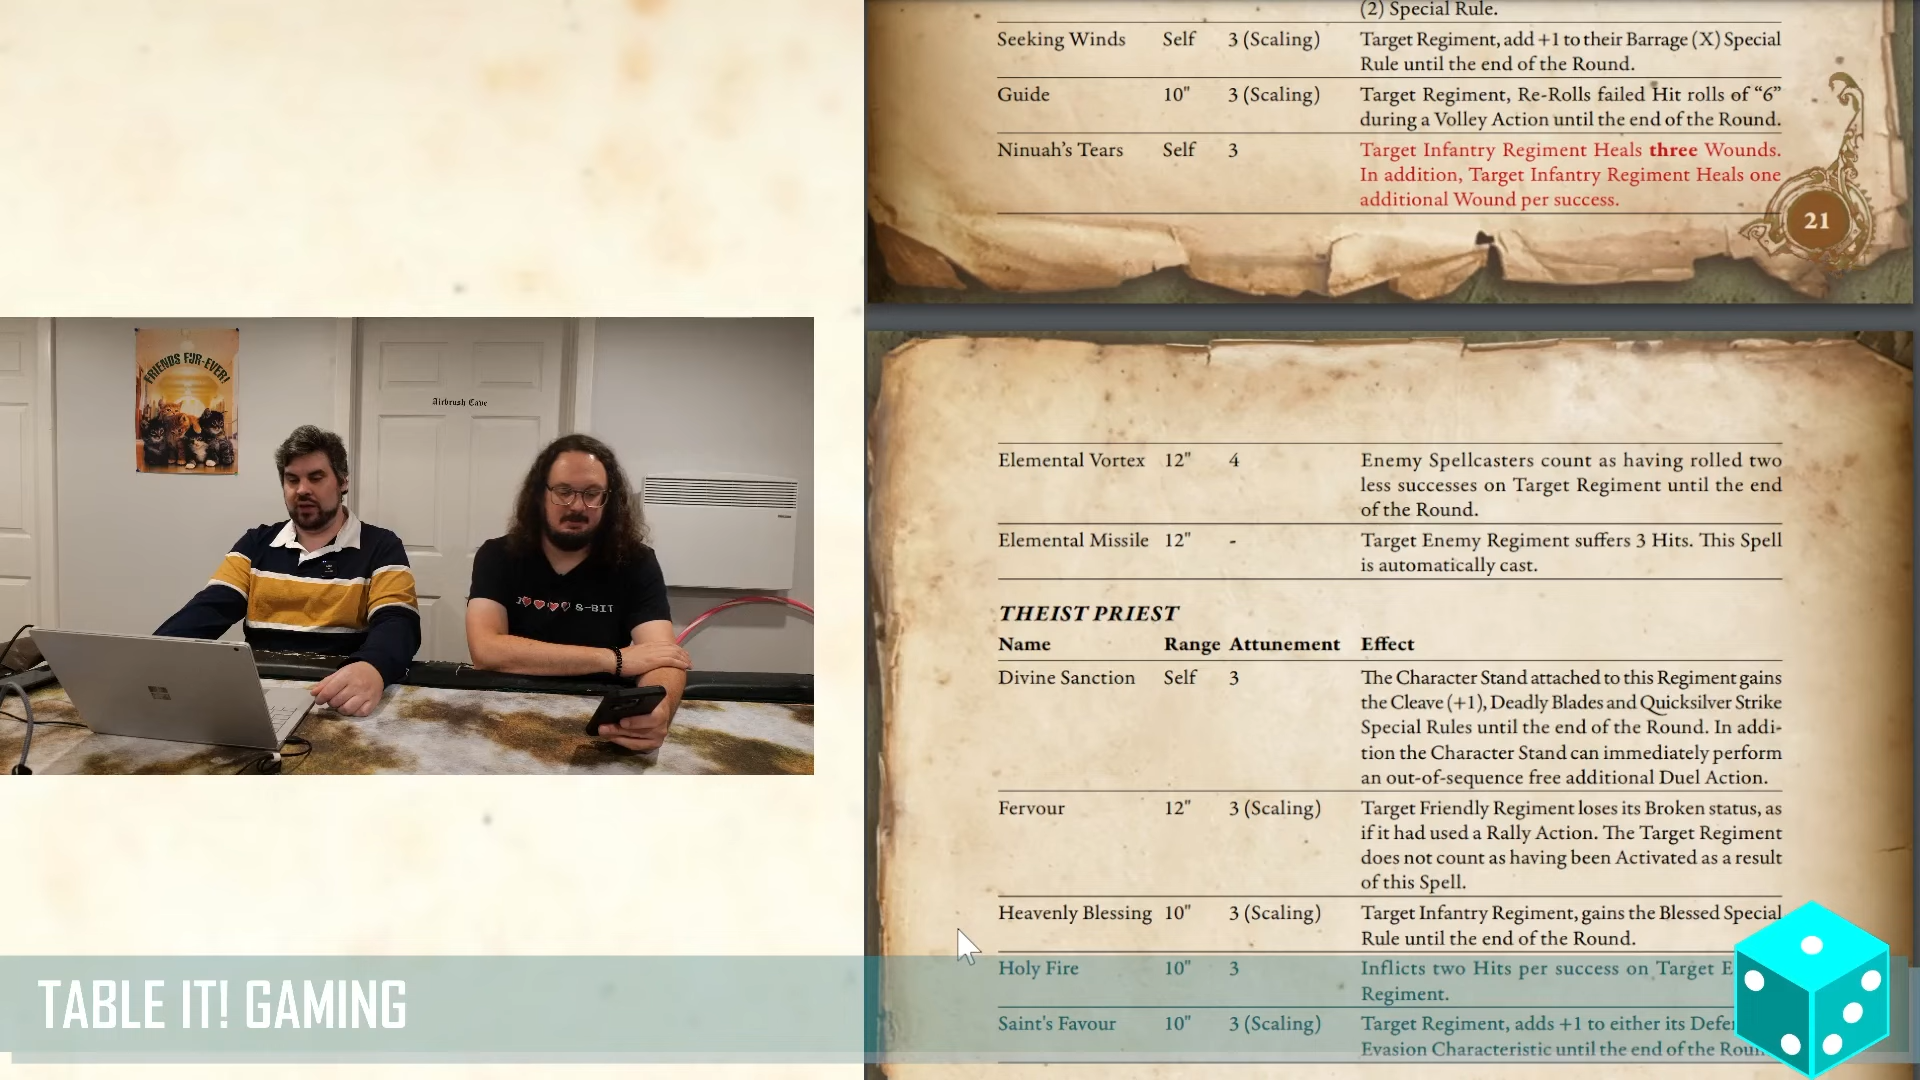 (2) Special Rule.
Seeking Winds Self 3 (Scaling) Target Regiment, add +1 to their Barrage (X) Special
Rule until the end of the Round.
Guide 10" 3 (Scaling) Target Regiment, Re-Rolls failed Hit rolls of “6”
during a Volley Action until the end of the Round.
Ninuah’s Tears Self 3 Target Infantry Regiment Heals three Wounds.
In addition, Target Infantry Regiment Heals one
additional Wound per success.
21
FRIENDS FUR-EVER!
Airbrush Cave
8-BIT
Elemental Vortex 12" 4 Enemy Spellcasters count as having rolled two
less successes on Target Regiment until the end
of the Round.
Elemental Missile 12" - Target Enemy Regiment suffers 3 Hits. This Spell
is automatically cast.
THEIST PRIEST
Name Range Attunement Effect
Divine Sanction Self 3 The Character Stand attached to this Regiment gains
the Cleave (+1), Deadly Blades and Quicksilver Strike
Special Rules until the end of the Round. In addi-
tion the Character Stand can immediately perform
an out-of-sequence free additional Duel Action.
Fervour 12" 3 (Scaling) Target Friendly Regiment loses its Broken status, as
if it had used a Rally Action. The Target Regiment
does not count as having been Activated as a result
of this Spell.
Heavenly Blessing 10" 3 (Scaling) Target Infantry Regiment, gains the Blessed Special
Rule until the end of the Round.
Holy Fire 10" 3 Inflicts two Hits per success on Target
Regiment.
Saint’s Favour 10" 3 (Scaling) Target Regiment, adds +1 to either its
Evasion Characteristic until the end of the
TABLE IT! GAMING